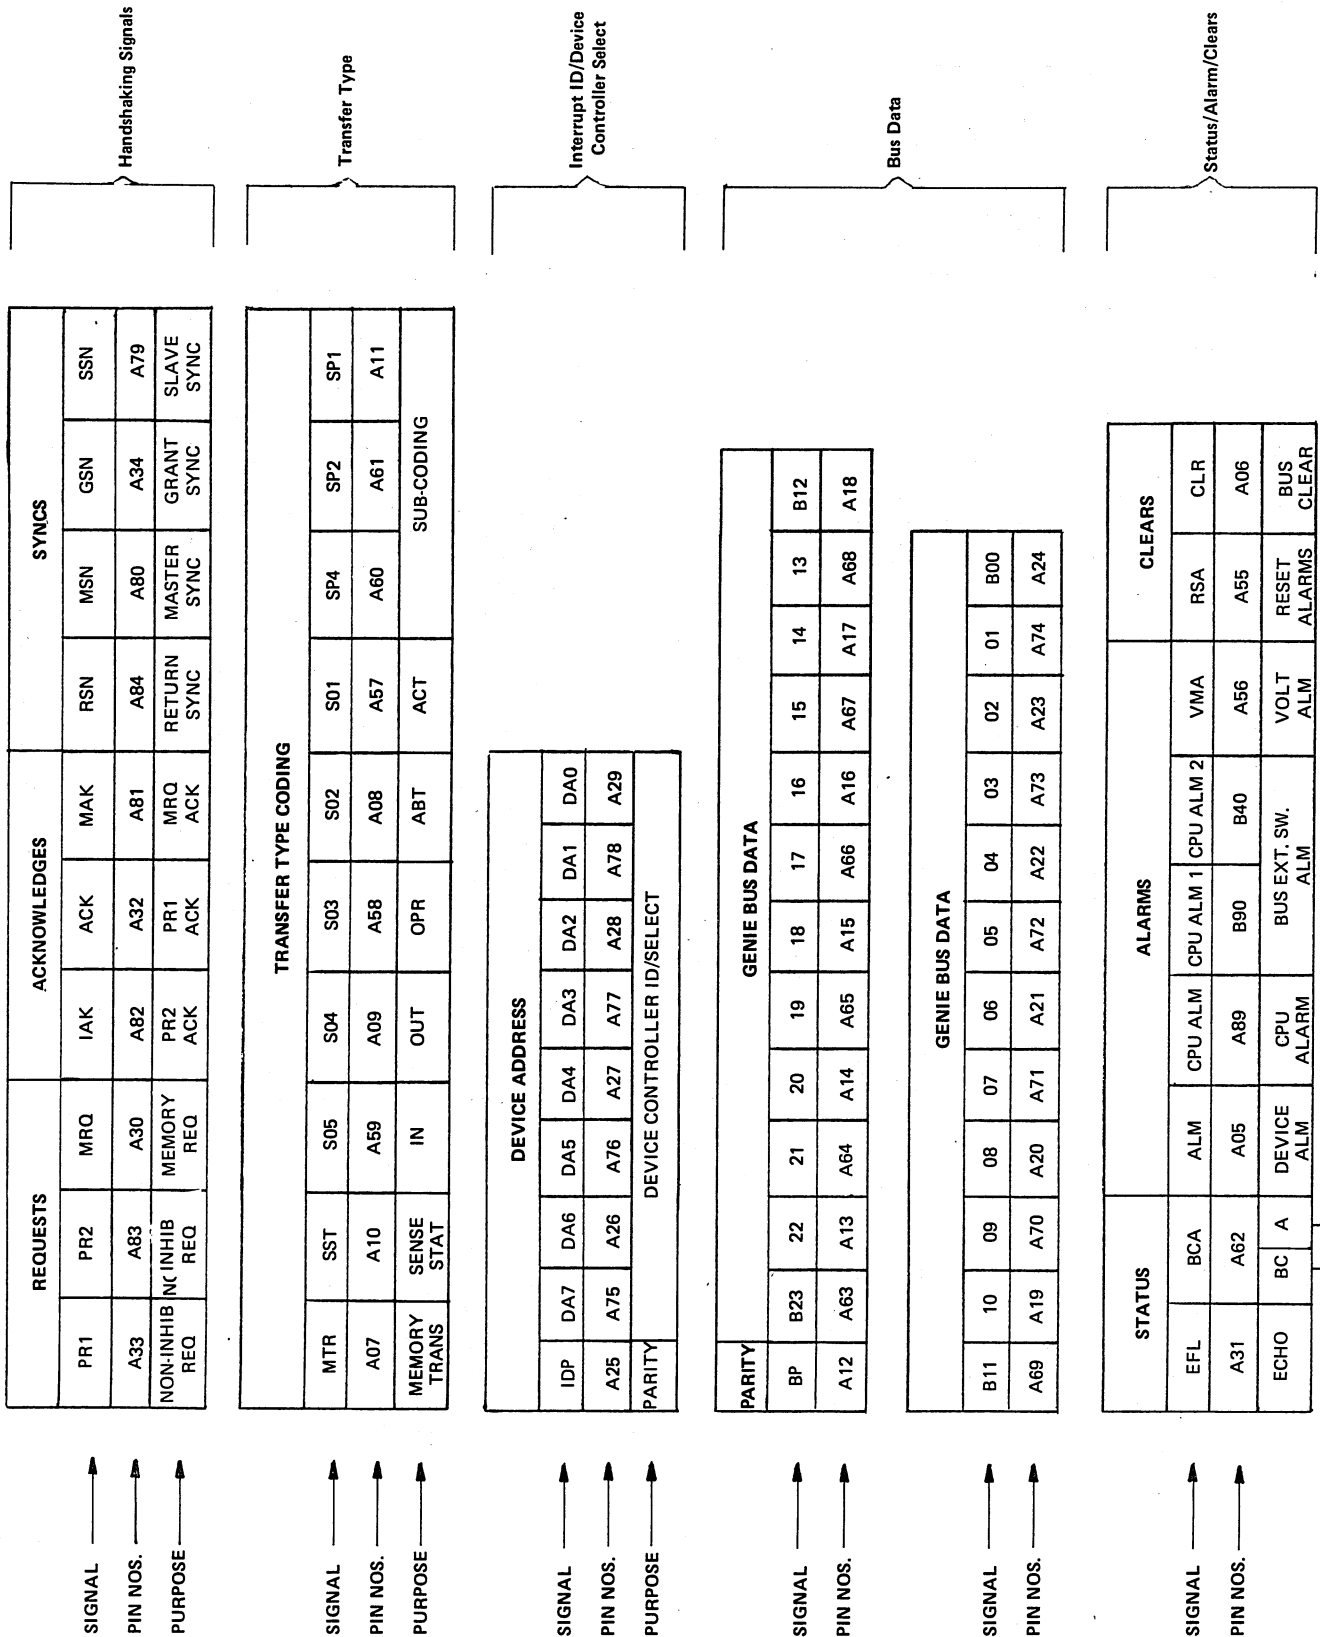 REQUESTS ACKNOWLEDGES SYNCS
SIGNAL PR1 PR2 MRQ IAK ACK MAK RSN MSN GSN SSN
PIN NOS. A33 A83 A30 A82 A32 A81 A84 A80 A34 A79
PURPOSE NON-INHIB REQ INHIB REQ MEMORY REQ PR2 ACK PR1 ACK MRQ ACK RETURN SYNC MASTER SYNC GRANT SYNC SLAVE SYNC
Handshaking Signals
TRANSFER TYPE CODING
SIGNAL MTR SST S05 S04 S03 S02 S01 SP4 SP2 SP1
PIN NOS. A07 A10 A59 A09 A58 A08 A57 A60 A61 A11
PURPOSE MEMORY TRANS SENSE STAT IN OUT OPR ABT ACT SUB-CODING
Transfer Type
DEVICE ADDRESS
SIGNAL IDP DA7 DA6 DA5 DA4 DA3 DA2 DA1 DA0
PIN NOS. A25 A75 A26 A76 A27 A77 A28 A78 A29
PURPOSE PARITY DEVICE CONTROLLER ID/SELECT
Interrupt ID/Device
Controller Select
PARITY GENIE BUS DATA
SIGNAL BP B23 22 21 20 19 18 17 16 15 14 13 B12
PIN NOS. A12 A63 A13 A64 A14 A65 A15 A66 A16 A67 A17 A68 A18
GENIE BUS DATA
SIGNAL B11 10 09 08 07 06 05 04 03 02 01 B00
PIN NOS. A69 A19 A70 A20 A71 A21 A72 A22 A73 A23 A74 A24
Bus Data
STATUS ALARMS CLEARS
SIGNAL EFL BCA ALM CPU ALM CPU ALM 1 CPU ALM 2 VMA RSA CLR
PIN NOS. A31 A62 A05 A89 B90 B40 A56 A55 A06
ECHO BC A DEVICE ALM CPU ALARM BUS EXT. SW. ALM VOLT ALM RESET ALARMS BUS CLEAR
Status/Alarm/Clears